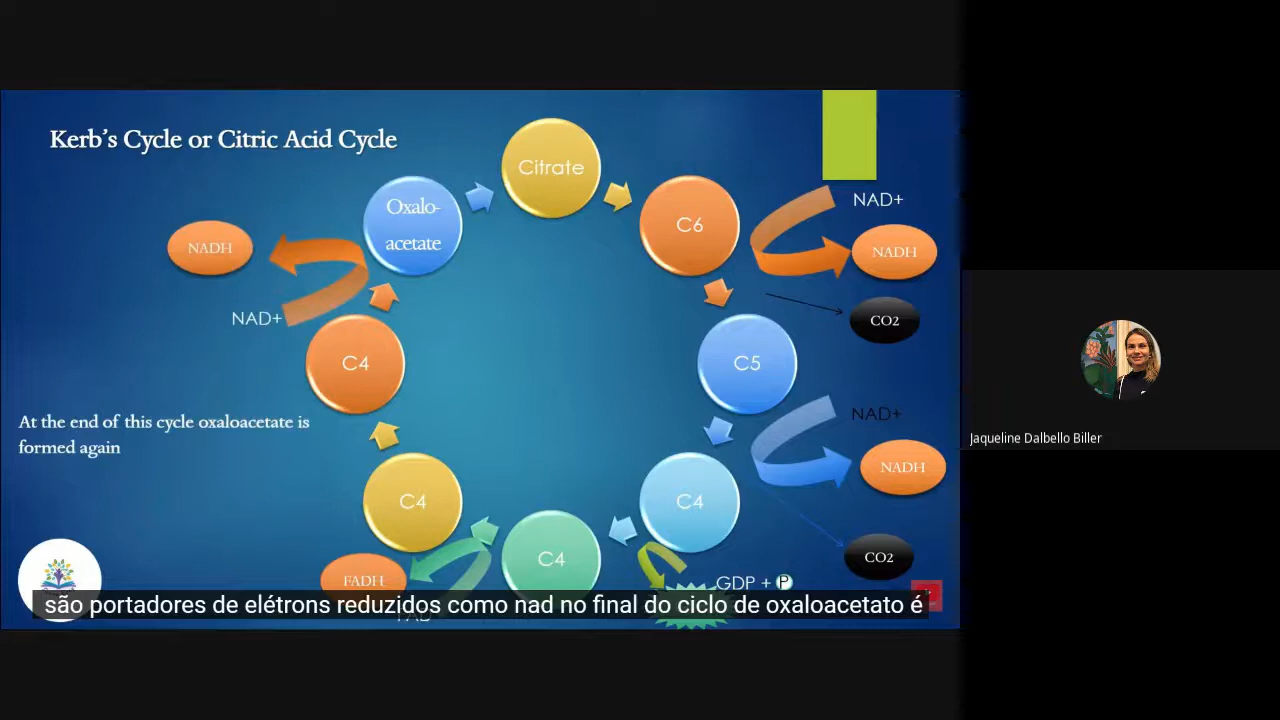 Kerb's Cycle or Citric Acid Cycle
Citrate
Oxalo-
acetate
C6
NAD+
NADH
CO2
NADH
NAD+
C4
C5
At the end of this cycle oxaloacetate is
formed again
NAD+
NADH
C4
C4
C4
CO2
FADH
GDP + P
FAD
são portadores de elétrons reduzidos como nad no final do ciclo de oxaloacetato é
Jaqueline Dalbello Biller